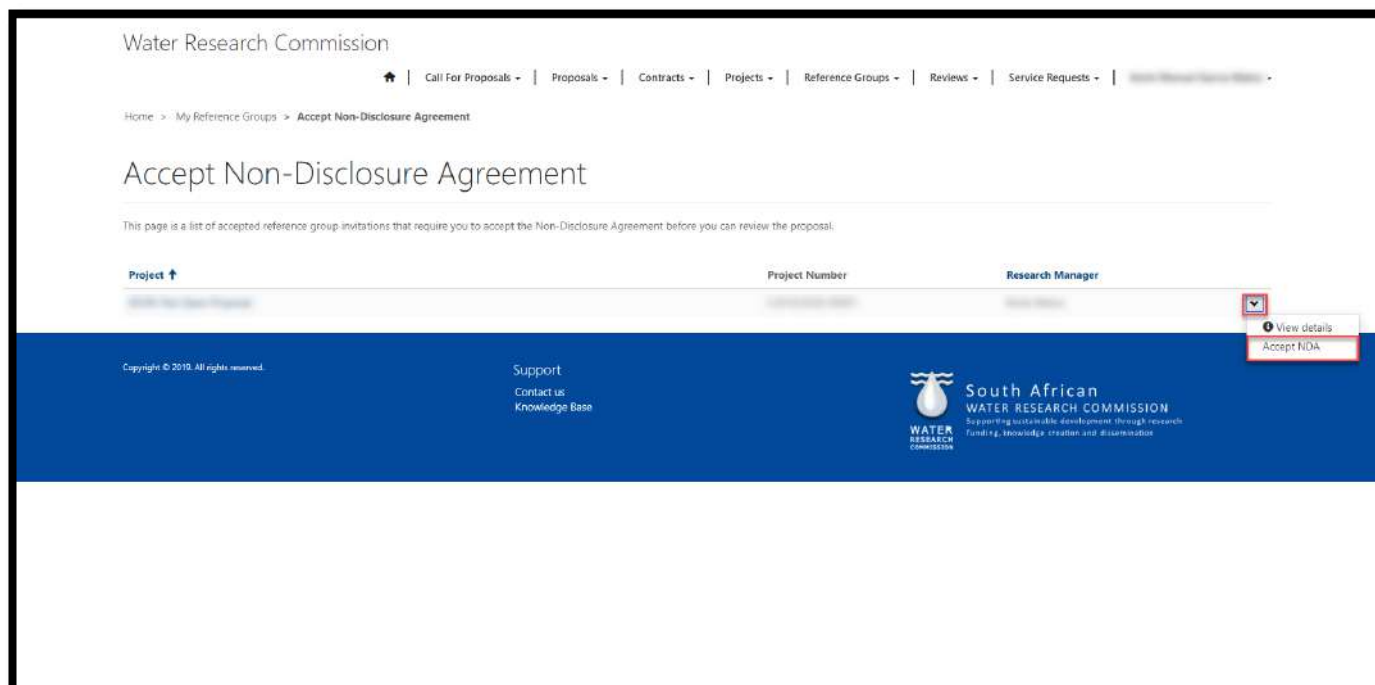 Water Research Commission
Call For Proposals | Proposals | Contracts | Projects | Reference Groups | Reviews | Service Requests |
Home > My Reference Groups > Accept Non-Disclosure Agreement
Accept Non-Disclosure Agreement
This page is a list of accepted reference group invitations that require you to accept the Non-Disclosure Agreement before you can review the proposal.
Project Project Number Research Manager
View details
Accept NDA
Copyright © 2019. All rights reserved.
Support
Contact us
Knowledge Base
WATER
RESEARCH
COMMISSION
South African
WATER RESEARCH COMMISSION
Supporting sustainable development through research
funding, knowledge creation and dissemination